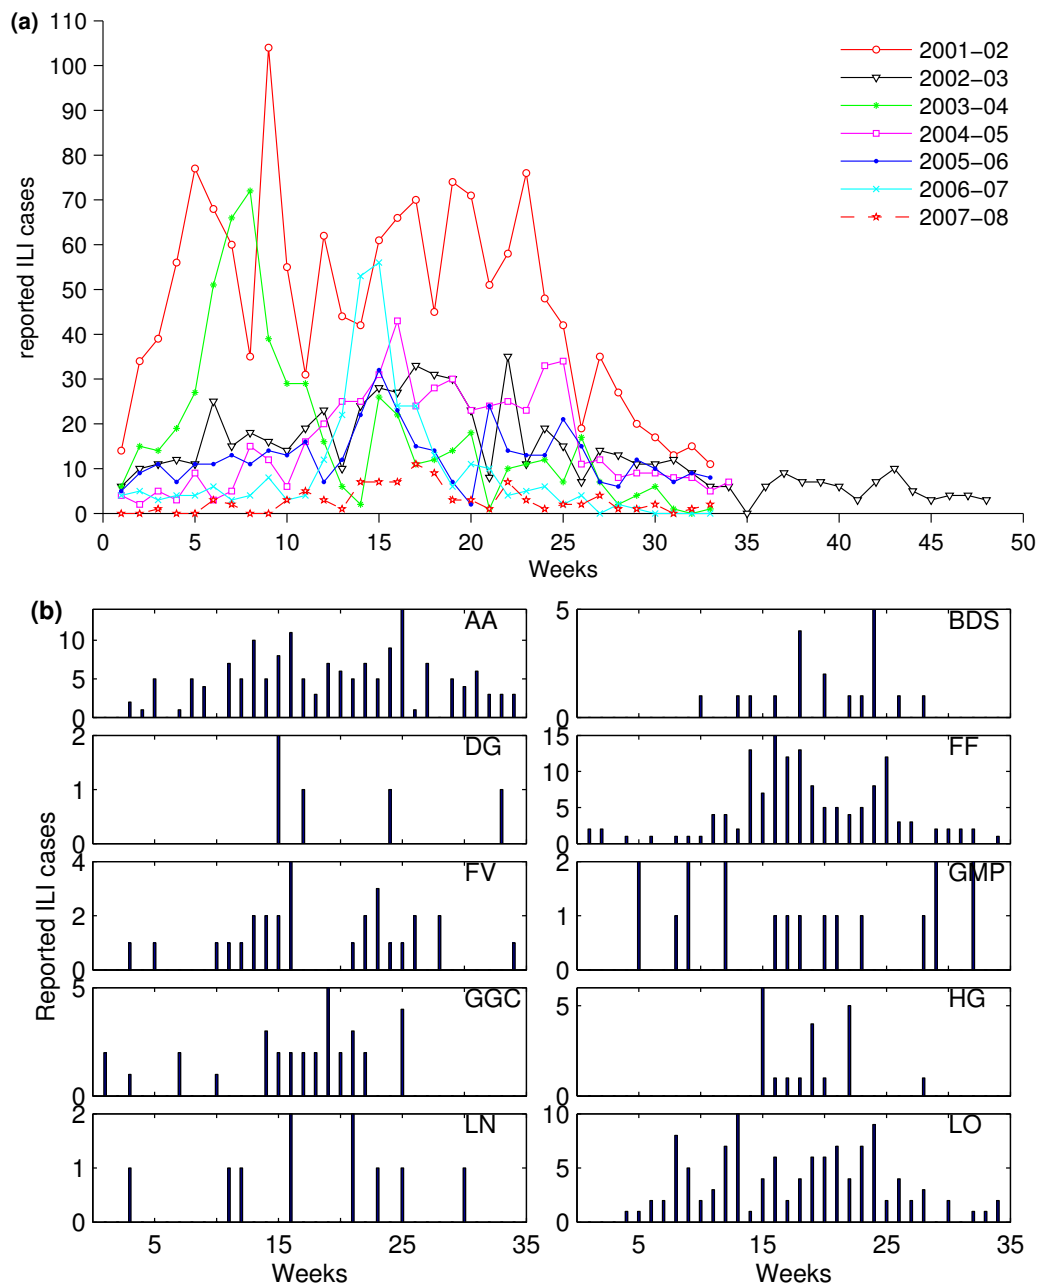 (a)
110
100
90
80
70
60
50
40
30
20
10
0
reported ILI cases
0 5 10 15 20 25 30 35 40 45 50
Weeks
2001−02
2002−03
2003−04
2004−05
2005−06
2006−07
2007−08
(b)
Reported ILI cases
10
5
0
AA
5
0
BDS
2
1
0
DG
15
10
5
0
FF
4
2
0
FV
2
1
0
GMP
5
0
GGC
5
0
HG
2
1
0
LN
5 15 25 35
Weeks
10
5
0
LO
5 15 25 35
Weeks